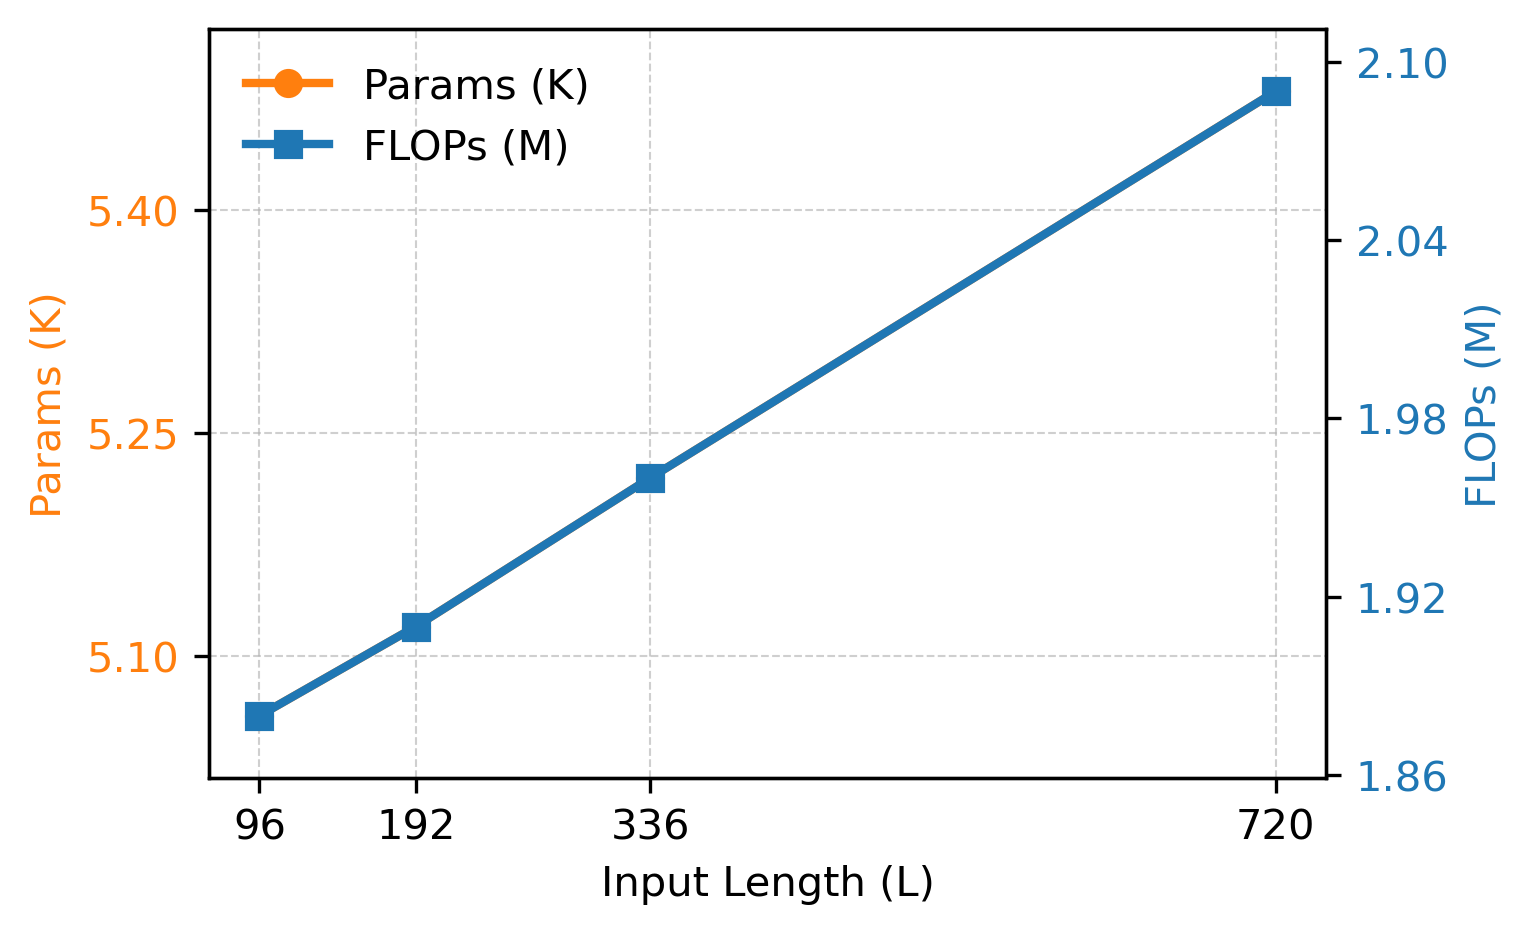 Params (K)
FLOPs (M)
Params (K)
5.40
5.25
5.10
2.10
2.04
1.98
1.92
1.86
FLOPs (M)
96
192
336
720
Input Length (L)